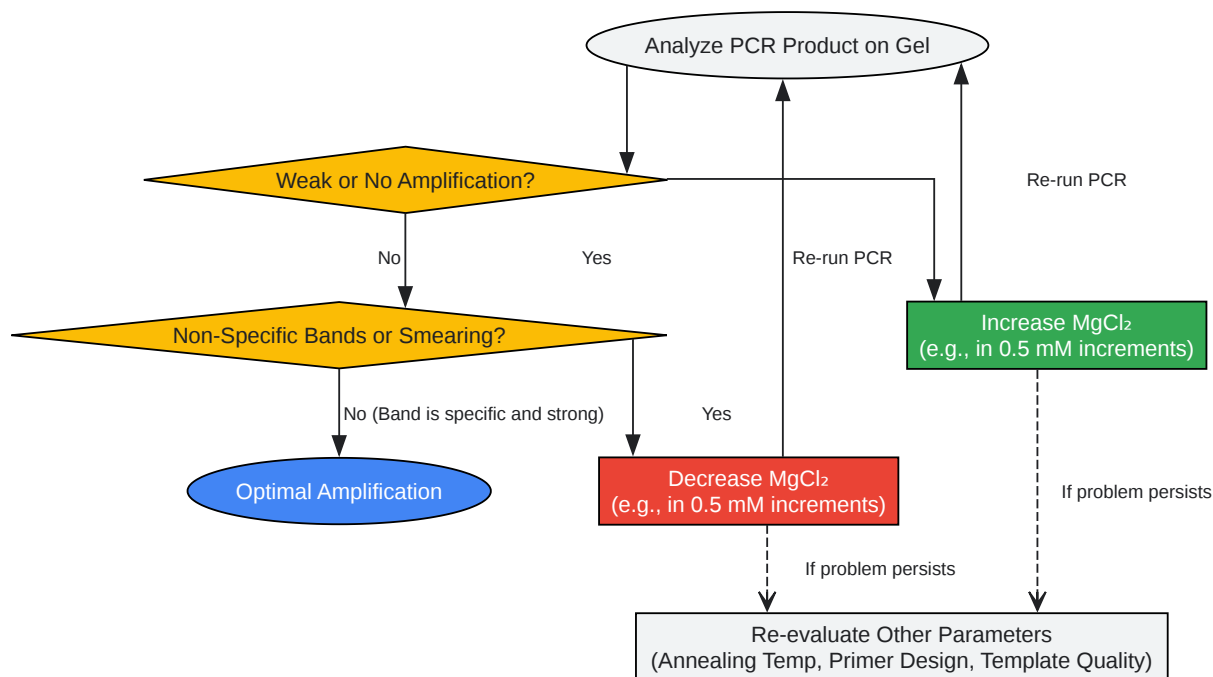 Analyze PCR Product on Gel
Weak or No Amplification?
Re-run PCR
No
Yes
Re-run PCR
Non-Specific Bands or Smearing?
Increase MgCl₂
(e.g., in 0.5 mM increments)
No (Band is specific and strong)
Yes
Optimal Amplification
Decrease MgCl₂
(e.g., in 0.5 mM increments)
If problem persists
If problem persists
Re-evaluate Other Parameters
(Annealing Temp, Primer Design, Template Quality)